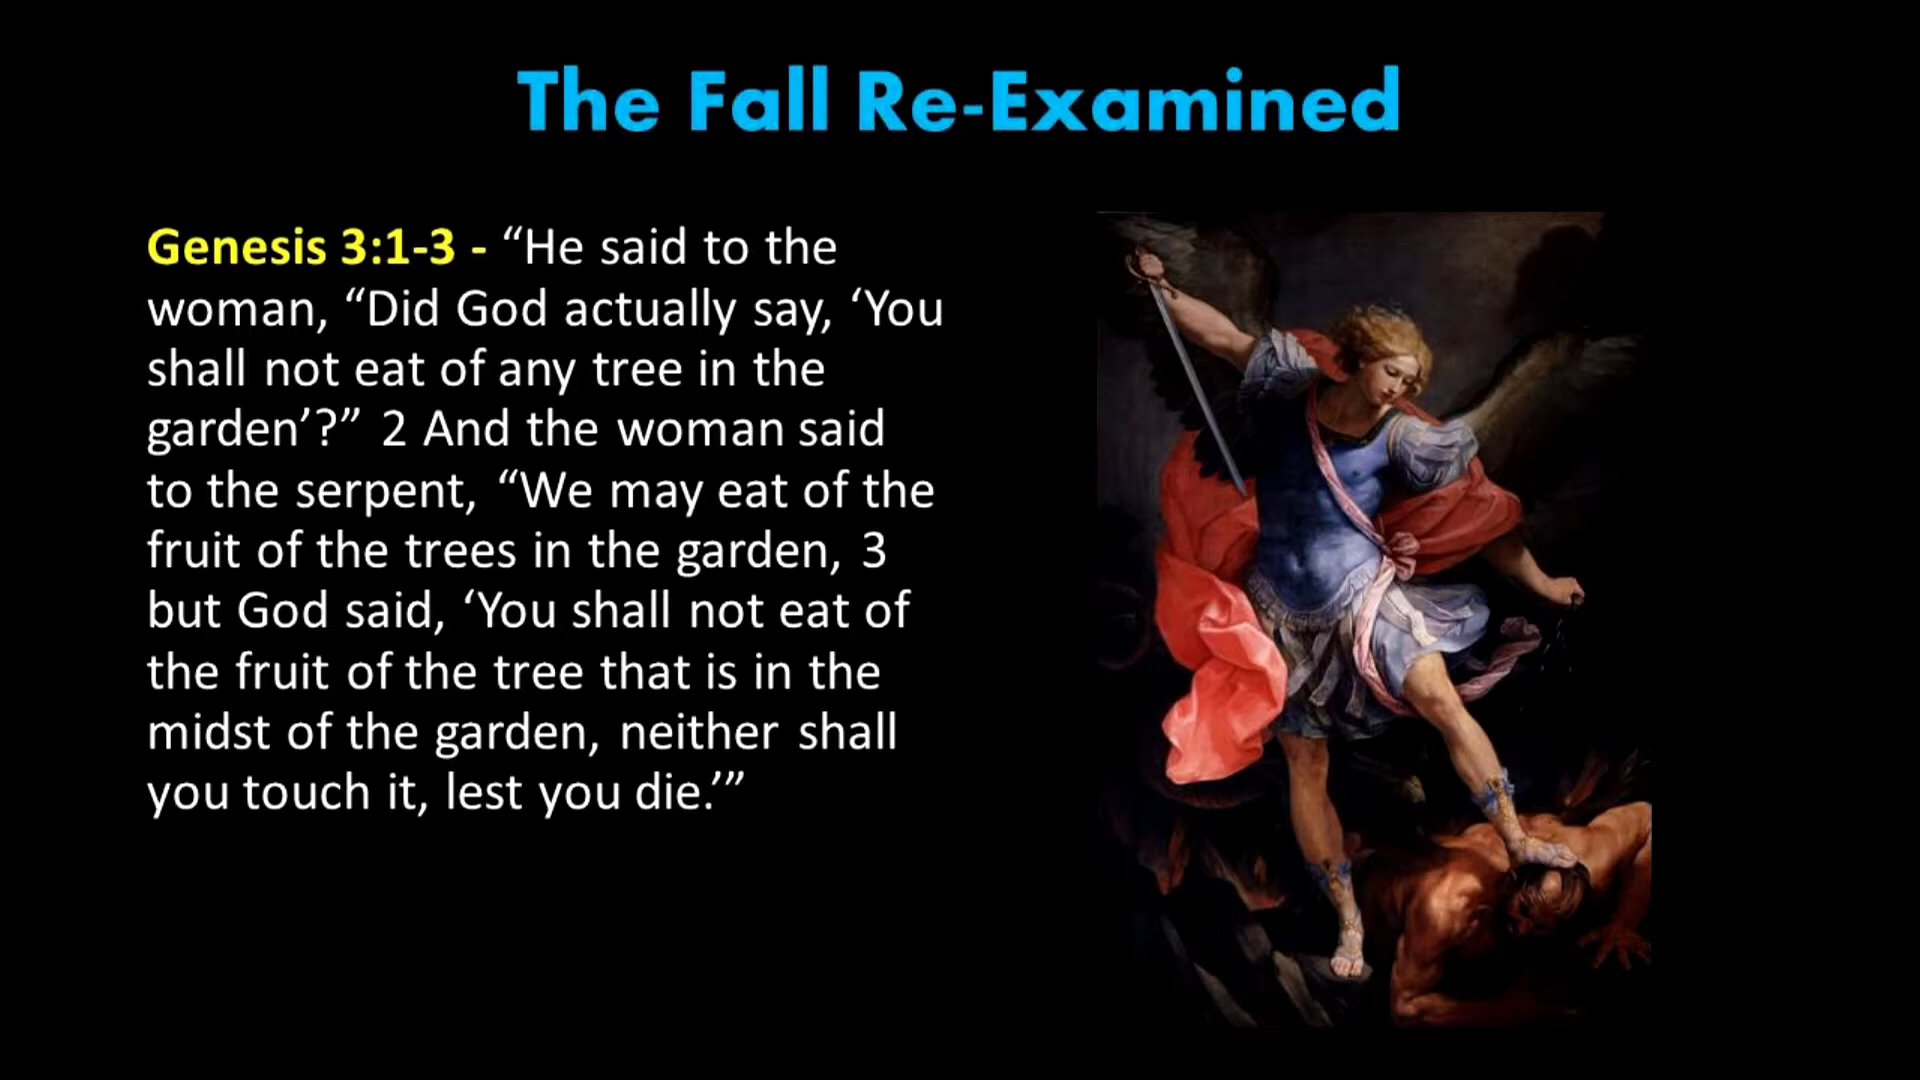 The Fall Re-Examined
Genesis 3:1-3 - “He said to the
woman, “Did God actually say, ‘You
shall not eat of any tree in the
garden’?” 2 And the woman said
to the serpent, “We may eat of the
fruit of the trees in the garden, 3
but God said, ‘You shall not eat of
the fruit of the tree that is in the
midst of the garden, neither shall
you touch it, lest you die.’”